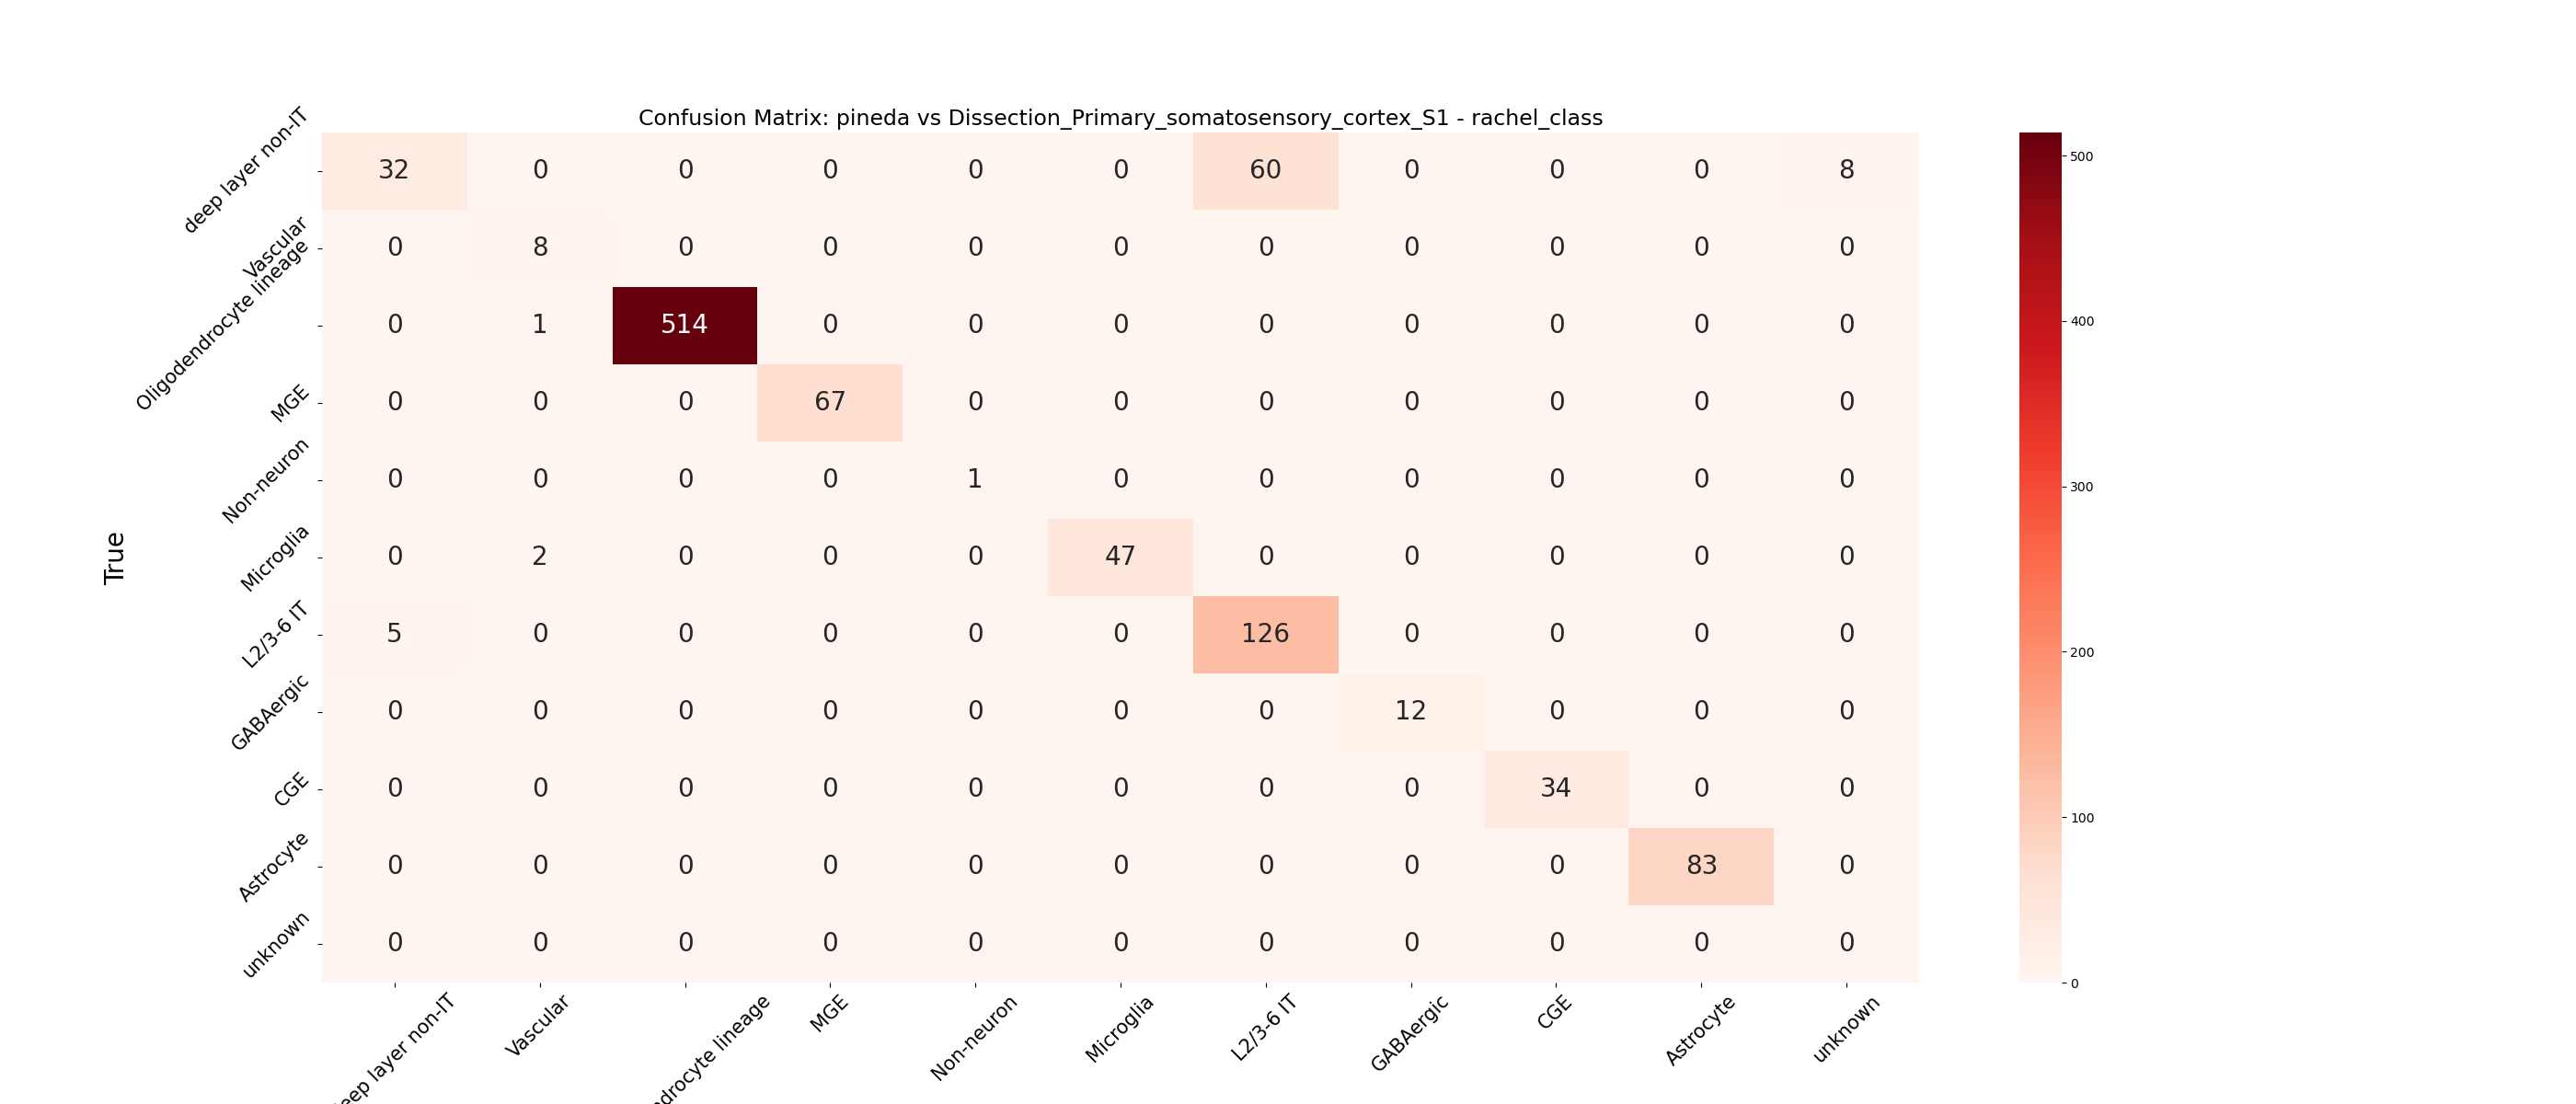 Confusion Matrix: pineda vs Dissection_Primary_somatosensory_cortex_S1 - rachel_class
True
deep layer non-IT 32 0 0 0 0 0 60 0 0 0 8
Vascular 0 8 0 0 0 0 0 0 0 0 0
Oligodendrocyte lineage 0 1 514 0 0 0 0 0 0 0 0
MGE 0 0 0 67 0 0 0 0 0 0 0
Non-neuron 0 0 0 0 1 0 0 0 0 0 0
Microglia 0 2 0 0 0 47 0 0 0 0 0
L2/3-6 IT 5 0 0 0 0 0 126 0 0 0 0
GABAergic 0 0 0 0 0 0 0 12 0 0 0
CGE 0 0 0 0 0 0 0 0 34 0 0
Astrocyte 0 0 0 0 0 0 0 0 0 83 0
unknown 0 0 0 0 0 0 0 0 0 0 0
eep layer non-IT Vascular ndrocyte lineage MGE Non-neuron Microglia L2/3-6 IT GABAergic CGE Astrocyte unknown
500
400
300
200
100
0